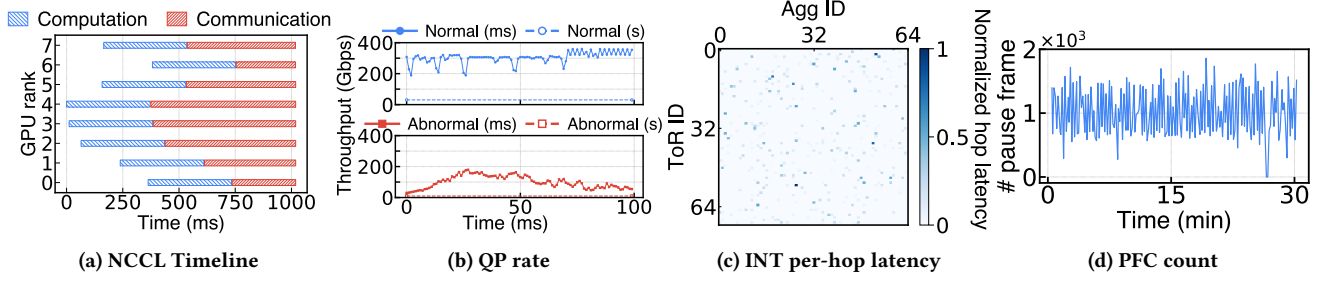 Computation
Communication
7
6
5
4
3
2
1
0
GPU rank
0 250 500 750 1000
Time (ms)
(a) NCCL Timeline
Normal (ms)
Normal (s)
400
200
0
Abnormal (ms)
Abnormal (s)
400
200
0
Throughput (Gbps)
0 50 100
Time (ms)
(b) QP rate
Agg ID
0 32 64
0
32
64
ToR ID
1
0.5
0
Normalized hop latency
(c) INT per-hop latency
×10³
2
1
0
# pause frame
0 15 30
Time (min)
(d) PFC count